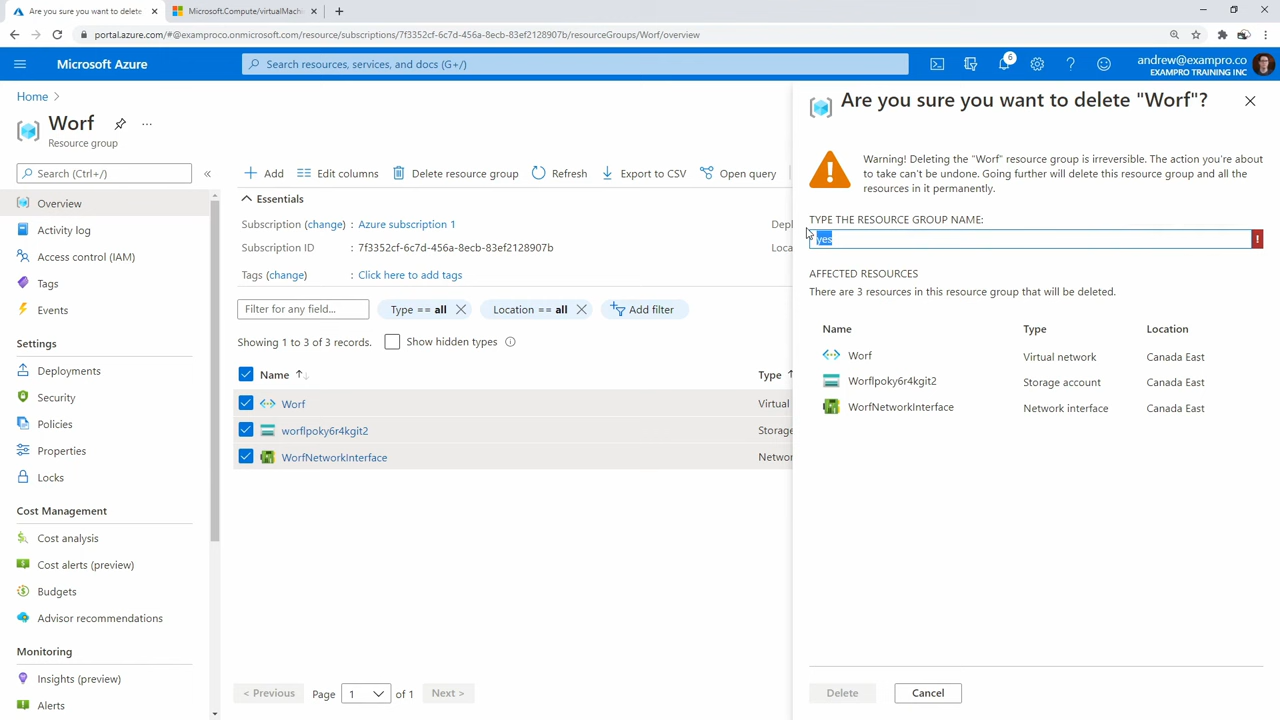 Are you sure you want to delete
Microsoft.Compute/virtualMachi
portal.azure.com/#@examproco.onmicrosoft.com/resource/subscriptions/7f3352cf-6c7d-456a-8ecb-83ef2128907b/resourceGroups/Worf/overview
Microsoft Azure
Search resources, services, and docs (G+/)
6
andrew@exampro.co
EXAMPRO TRAINING INC
Home
Worf
Resource group
Search (Ctrl+/)
Overview
Activity log
Access control (IAM)
Tags
Events
Settings
Deployments
Security
Policies
Properties
Locks
Cost Management
Cost analysis
Cost alerts (preview)
Budgets
Advisor recommendations
Monitoring
Insights (preview)
Alerts
Add
Edit columns
Delete resource group
Refresh
Export to CSV
Open query
Essentials
Subscription (change) : Azure subscription 1
Subscription ID : 7f3352cf-6c7d-456a-8ecb-83ef2128907b
Tags (change) : Click here to add tags
Depl
Loca
Filter for any field...
Type == all
Location == all
Add filter
Showing 1 to 3 of 3 records.
Show hidden types
Name
Type
Worf
Virtual
worflpoky6r4kgit2
Storag
WorfNetworkInterface
Netwo
< Previous
Page
1
of 1
Next >
Are you sure you want to delete "Worf"?
Warning! Deleting the "Worf" resource group is irreversible. The action you're about
to take can't be undone. Going further will delete this resource group and all the
resources in it permanently.
TYPE THE RESOURCE GROUP NAME:
yes
AFFECTED RESOURCES
There are 3 resources in this resource group that will be deleted.
Name Type Location
Worf Virtual network Canada East
Worflpoky6r4kgit2 Storage account Canada East
WorfNetworkInterface Network interface Canada East
Delete
Cancel